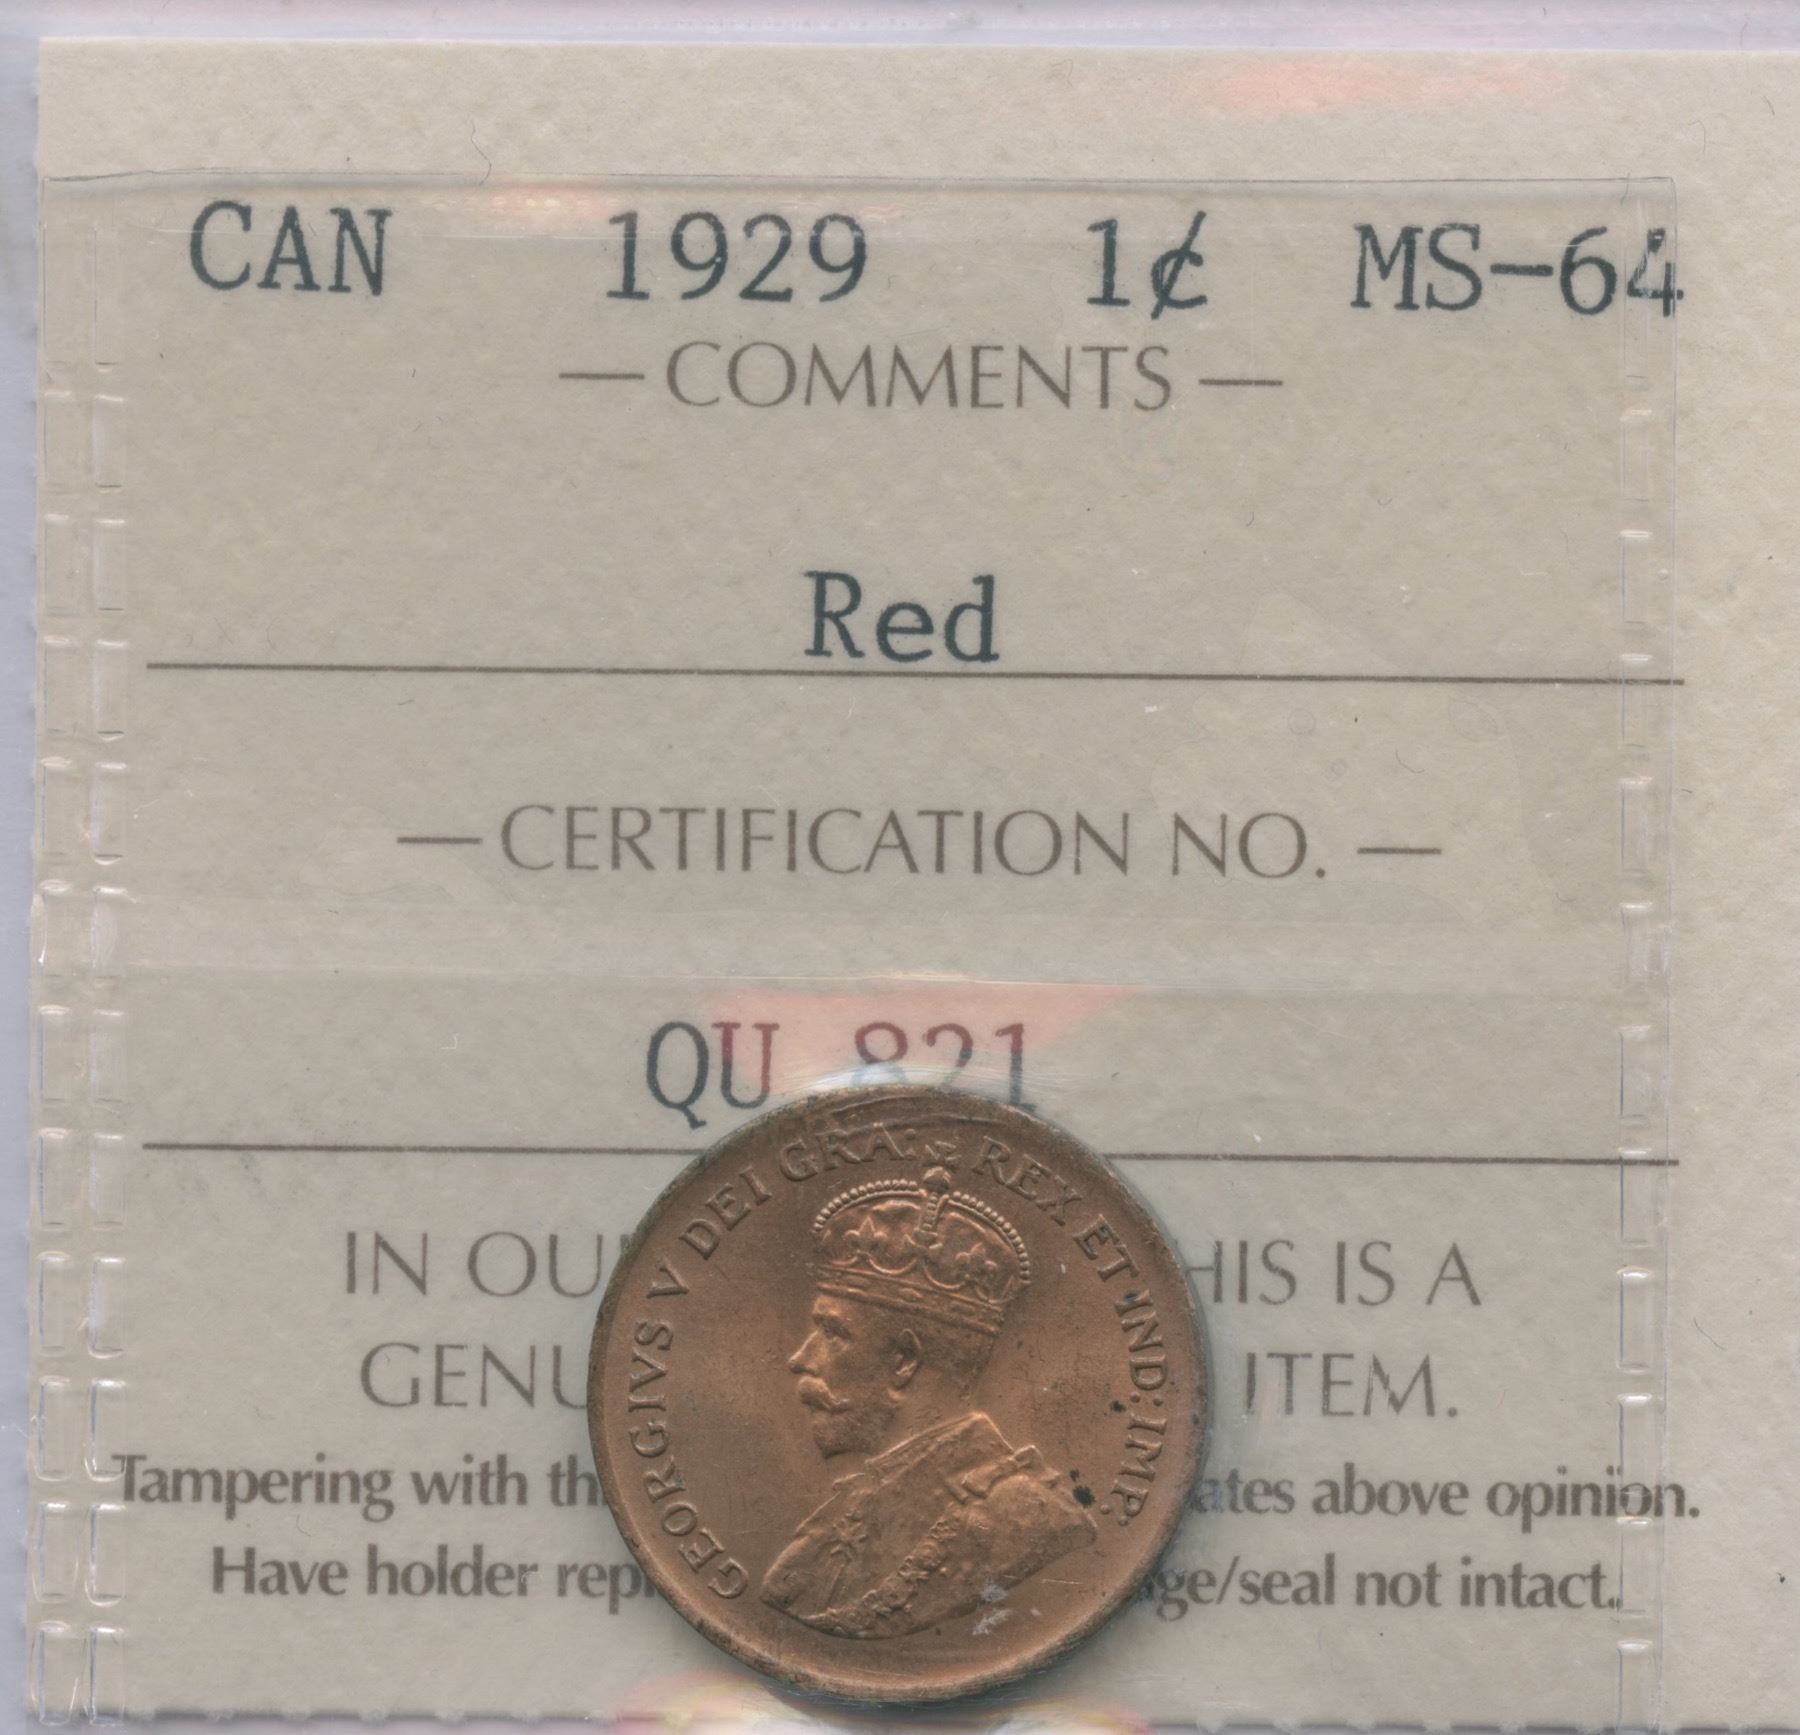 CAN 1929 1¢ MS-64
— COMMENTS —
Red
— CERTIFICATION NO. —
QU 821
GEORGIVS V DEI GRA: REX ET IND: IMP:
IN OU HIS IS A
GENU ITEM.
Tampering with th ates above opinion.
Have holder rep ge/seal not intact.